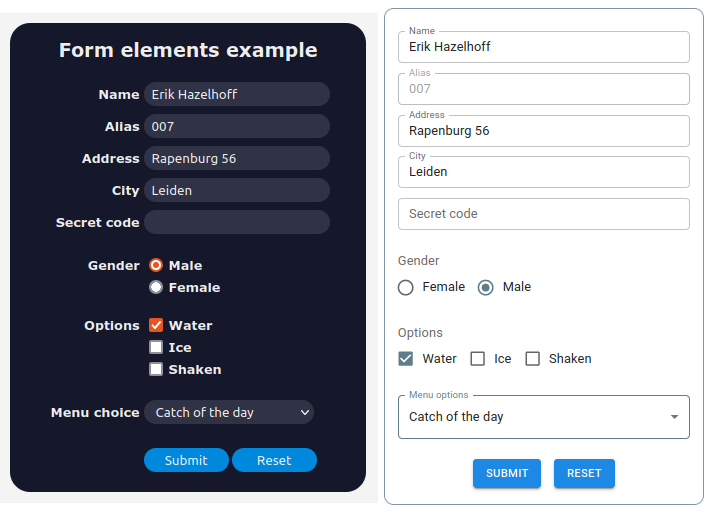 Form elements example
Name Erik Hazelhoff
Alias 007
Address Rapenburg 56
City Leiden
Secret code
Gender Male
Female
Options Water
Ice
Shaken
Menu choice Catch of the day
Submit Reset
Name
Erik Hazelhoff
Alias
007
Address
Rapenburg 56
City
Leiden
Secret code
Gender
Female Male
Options
Water Ice Shaken
Menu options
Catch of the day
SUBMIT RESET